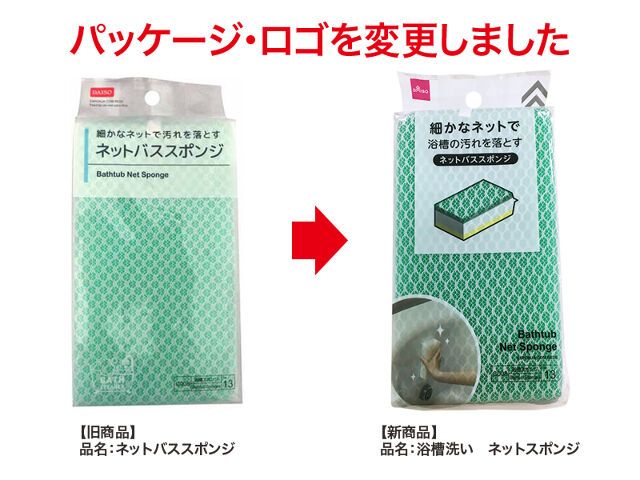 パッケージ・ロゴを変更しました
DAISO
細かなネットで汚れを落とす
ネットバススポンジ
Bathtub Net Sponge
13
DAISO
細かなネットで
浴槽の汚れを落とす
ネットバススポンジ
Bathtub
Net Sponge
13
【旧商品】
品名：ネットバススポンジ
【新商品】
品名：浴槽洗い　ネットスポンジ